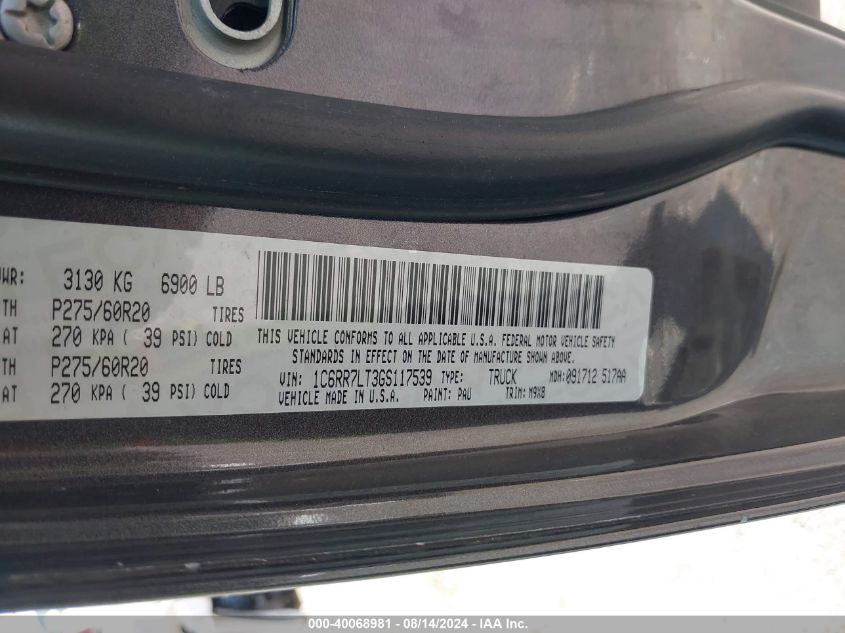 WR: 3130 KG 6900 LB
TH P275/60R20 TIRES
AT 270 KPA ( 39 PSI) COLD
TH P275/60R20 TIRES
AT 270 KPA ( 39 PSI) COLD
THIS VEHICLE CONFORMS TO ALL APPLICABLE U.S.A. FEDERAL MOTOR VEHICLE SAFETY
STANDARDS IN EFFECT ON THE DATE OF MANUFACTURE SHOWN ABOVE.
VIN: 1C6RR7LT3GS117539 TYPE: TRUCK MDH:091712 517AA
VEHICLE MADE IN U.S.A. PAINT: PAU TRIM: M9X8
000-40068981 - 08/14/2024 - IAA Inc.